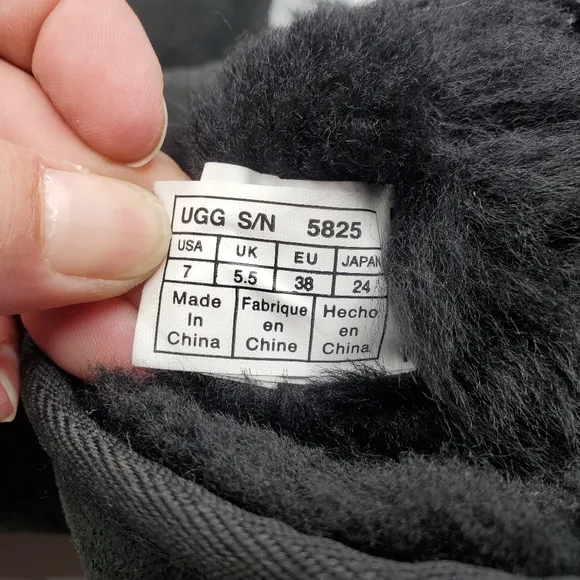 UGG S/N 5825
USA UK EU JAPAN
7 5.5 38 24
Made Fabrique Hecho
In en en
China Chine China